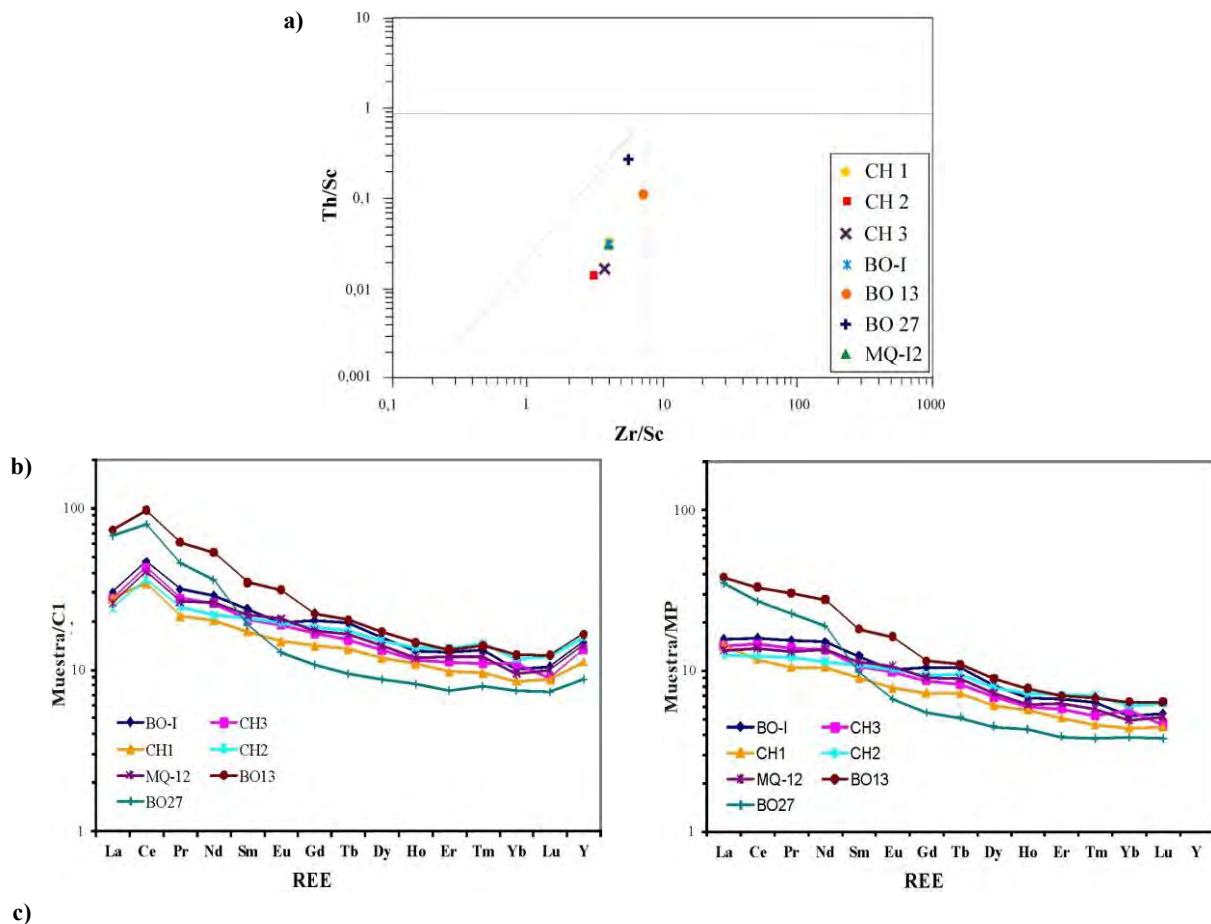 a)
10
1
0,1
0,01
0,001
Th/Sc
0,1 1 10 100 1000
Zr/Sc
CH 1
CH 2
CH 3
BO-I
BO 13
BO 27
MQ-I2
b)
100
10
1
Muestra/C1
BO-I CH3
CH1 CH2
MQ-12 BO13
BO27
La Ce Pr Nd Sm Eu Gd Tb Dy Ho Er Tm Yb Lu Y
REE
100
10
1
Muestra/MP
BO-I CH3
CH1 CH2
MQ-12 BO13
BO27
La Ce Pr Nd Sm Eu Gd Tb Dy Ho Er Tm Yb Lu Y
REE
c)